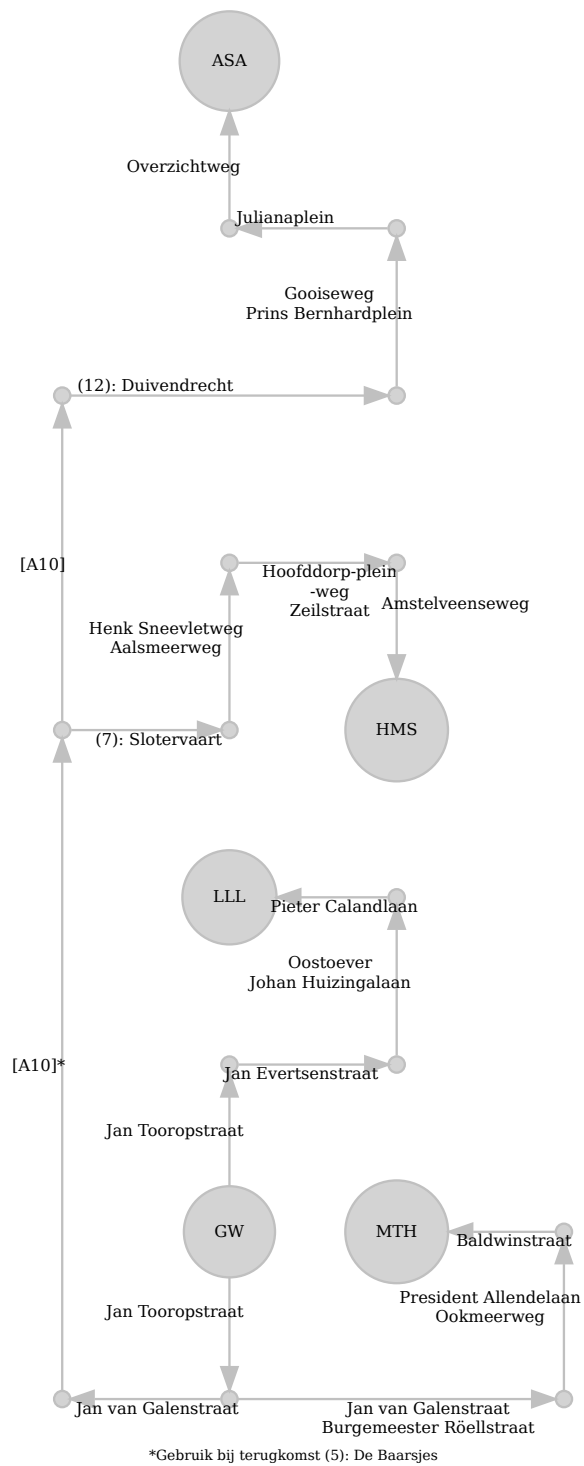 ASA
Overzichtweg
Julianaplein
Gooiseweg
Prins Bernhardplein
(12): Duivendrecht
[A10]
Hoofddorp-plein
-weg
Zeilstraat
Amstelveenseweg
Henk Sneevletweg
Aalsmeerweg
(7): Slotervaart
HMS
LLL
Pieter Calandlaan
Oostoever
Johan Huizingalaan
[A10]*
Jan Evertsenstraat
Jan Tooropstraat
GW
MTH
Baldwinstraat
Jan Tooropstraat
President Allendelaan
Ookmeerweg
Jan van Galenstraat
Jan van Galenstraat
Burgemeester Röellstraat
*Gebruik bij terugkomst (5): De Baarsjes